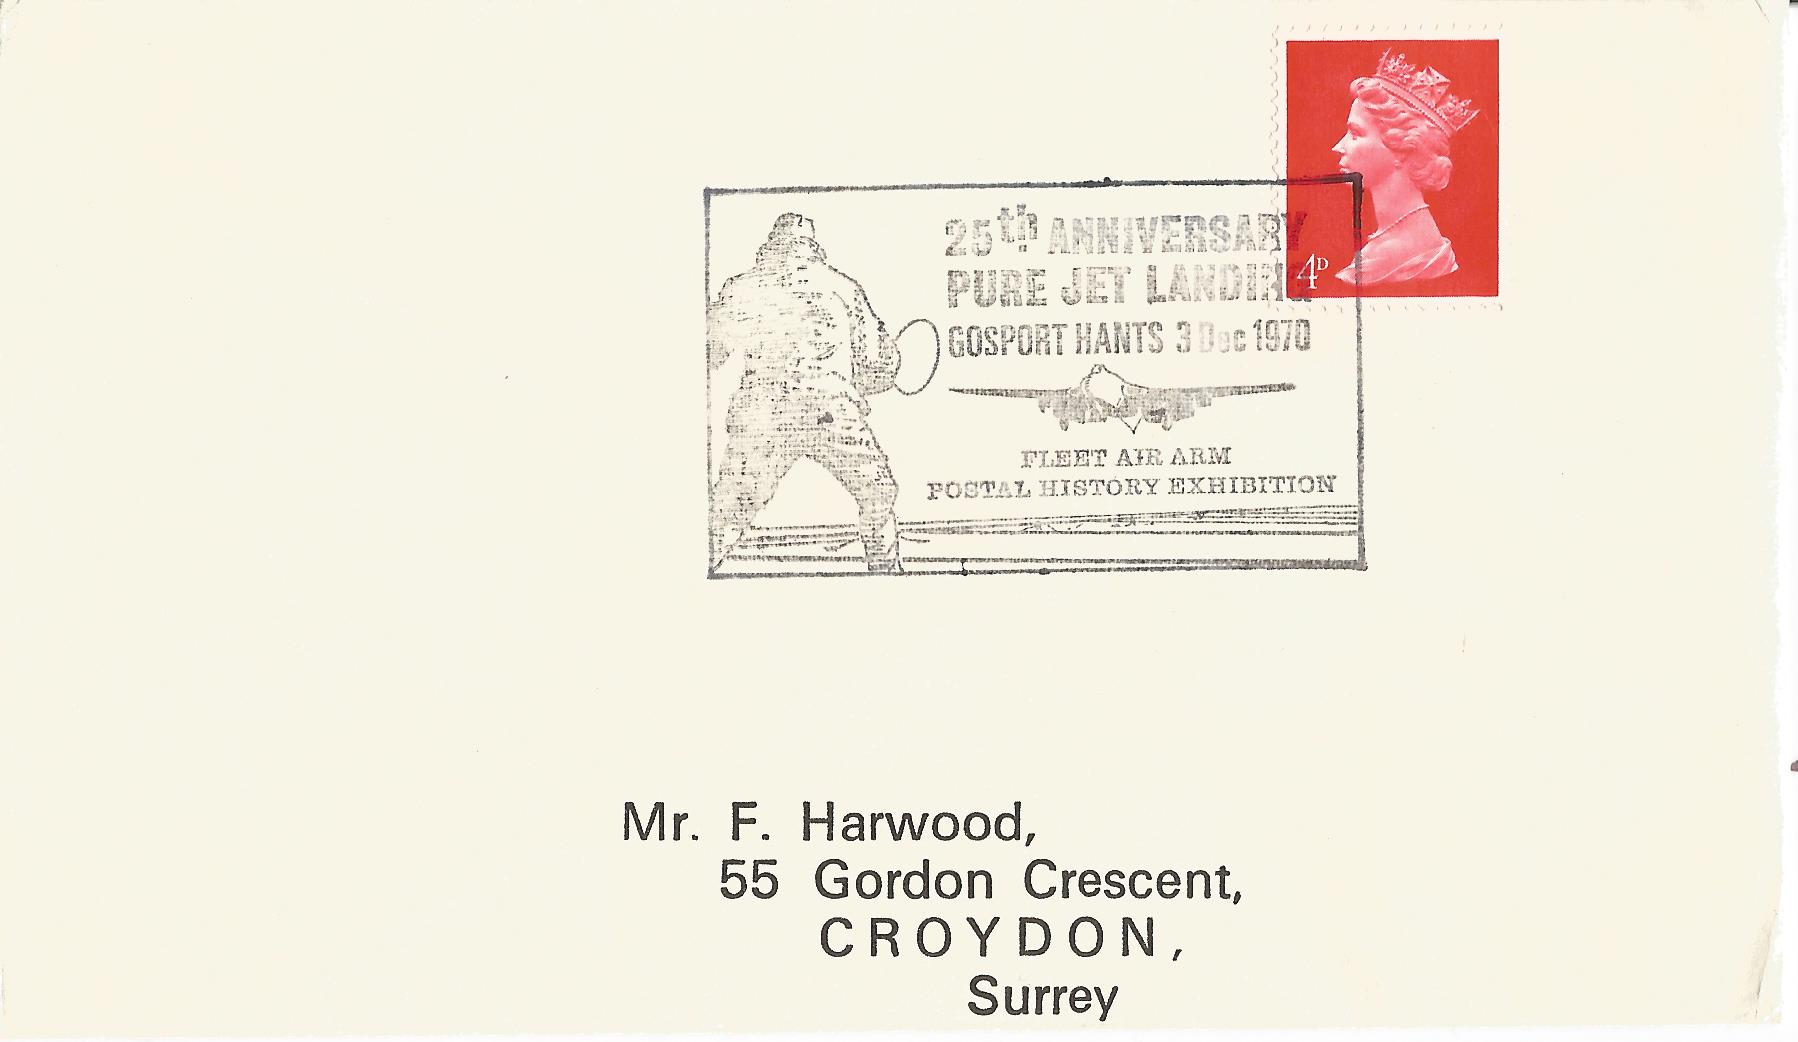 25th ANNIVERSARY
PURE JET LANDING
GOSPORT HANTS 3 Dec 1970
FLEET AIR ARM
POSTAL HISTORY EXHIBITION
4D
Mr. F. Harwood,
55 Gordon Crescent,
CROYDON,
Surrey